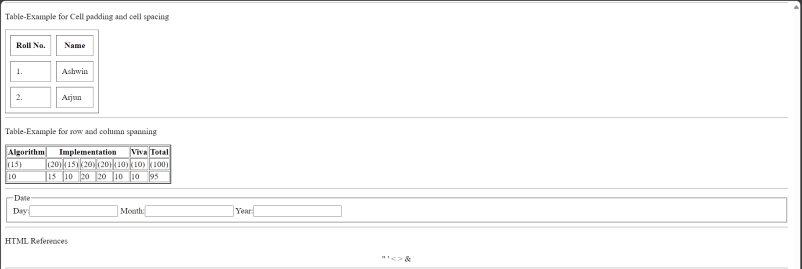 Table-Example for Cell padding and cell spacing
Roll No. Name
1. Ashwin
2. Arjun
Table-Example for row and column spanning
Algorithm Implementation Viva Total
(15) (20) (15) (20) (20) (10) (10) (100)
10 15 10 20 20 10 10 95
Date
Day: Month: Year:
HTML References
" ' < > &